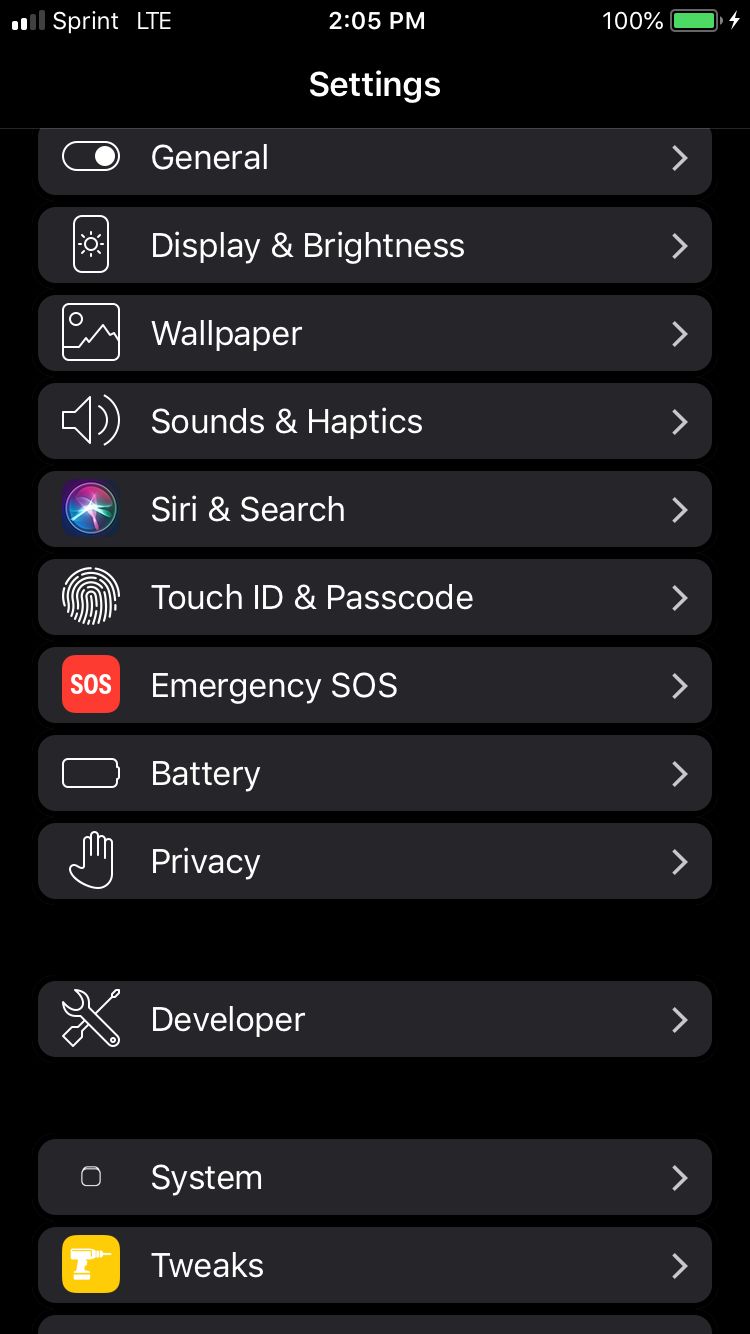 Sprint LTE 2:05 PM 100%
Settings
General
Display & Brightness
Wallpaper
Sounds & Haptics
Siri & Search
Touch ID & Passcode
SOS Emergency SOS
Battery
Privacy
Developer
System
Tweaks